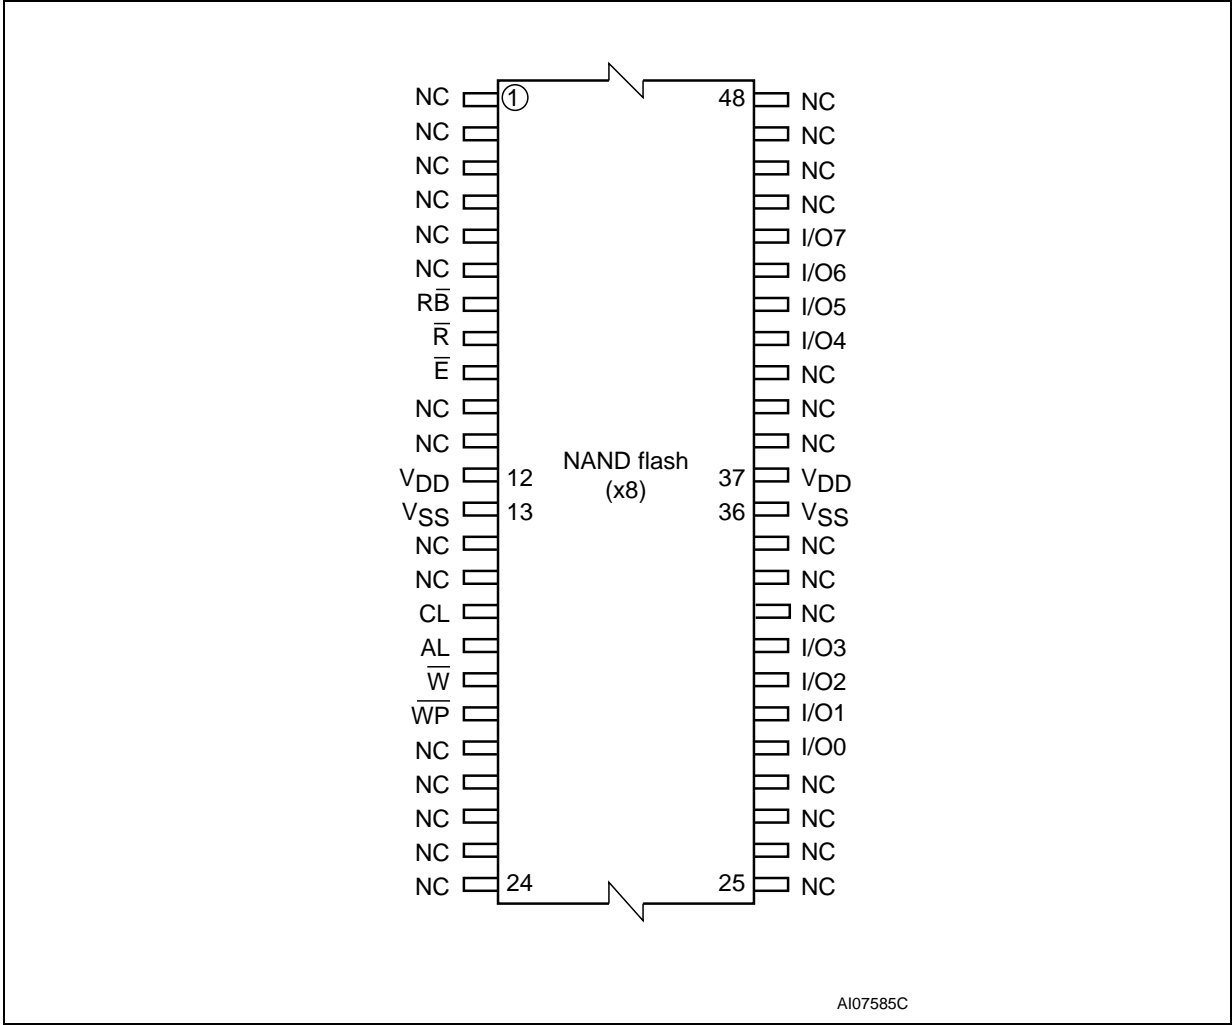 NC 1 48 NC
NC NC
NC NC
NC NC
NC I/O7
NC I/O6
RB̅ I/O5
R̅ I/O4
E̅ NC
NC NC
NC NC
NAND flash
(x8)
VDD 12 37 VDD
VSS 13 36 VSS
NC NC
NC NC
CL NC
AL I/O3
W̅ I/O2
W̅P̅ I/O1
NC I/O0
NC NC
NC NC
NC NC
NC 24 25 NC
AI07585C